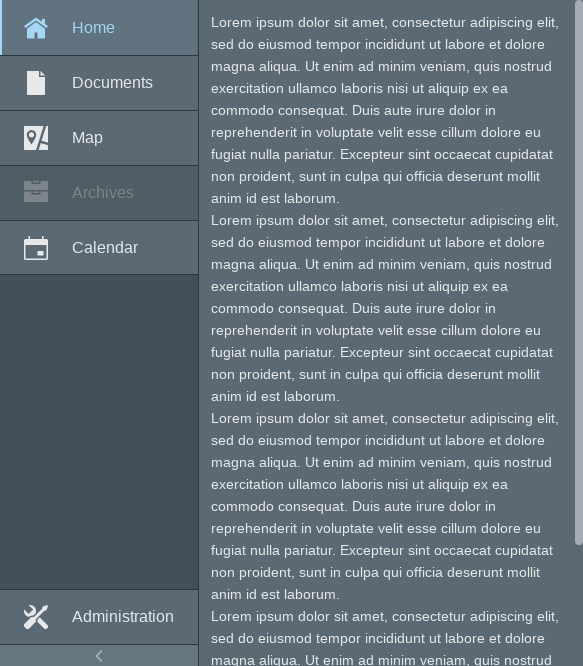 Home
Documents
Map
Archives
Calendar
Administration
Lorem ipsum dolor sit amet, consectetur adipiscing elit,
sed do eiusmod tempor incididunt ut labore et dolore
magna aliqua. Ut enim ad minim veniam, quis nostrud
exercitation ullamco laboris nisi ut aliquip ex ea
commodo consequat. Duis aute irure dolor in
reprehenderit in voluptate velit esse cillum dolore eu
fugiat nulla pariatur. Excepteur sint occaecat cupidatat
non proident, sunt in culpa qui officia deserunt mollit
anim id est laborum.
Lorem ipsum dolor sit amet, consectetur adipiscing elit,
sed do eiusmod tempor incididunt ut labore et dolore
magna aliqua. Ut enim ad minim veniam, quis nostrud
exercitation ullamco laboris nisi ut aliquip ex ea
commodo consequat. Duis aute irure dolor in
reprehenderit in voluptate velit esse cillum dolore eu
fugiat nulla pariatur. Excepteur sint occaecat cupidatat
non proident, sunt in culpa qui officia deserunt mollit
anim id est laborum.
Lorem ipsum dolor sit amet, consectetur adipiscing elit,
sed do eiusmod tempor incididunt ut labore et dolore
magna aliqua. Ut enim ad minim veniam, quis nostrud
exercitation ullamco laboris nisi ut aliquip ex ea
commodo consequat. Duis aute irure dolor in
reprehenderit in voluptate velit esse cillum dolore eu
fugiat nulla pariatur. Excepteur sint occaecat cupidatat
non proident, sunt in culpa qui officia deserunt mollit
anim id est laborum.
Lorem ipsum dolor sit amet, consectetur adipiscing elit,
sed do eiusmod tempor incididunt ut labore et dolore
magna aliqua. Ut enim ad minim veniam, quis nostrud